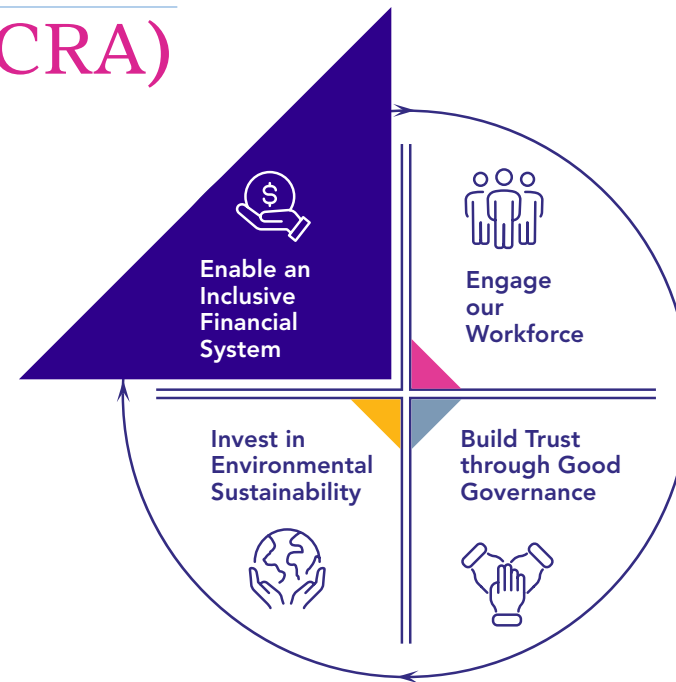 CRA)
$
Enable an
Inclusive
Financial
System
Engage
our
Workforce
Invest in
Environmental
Sustainability
Build Trust
through Good
Governance